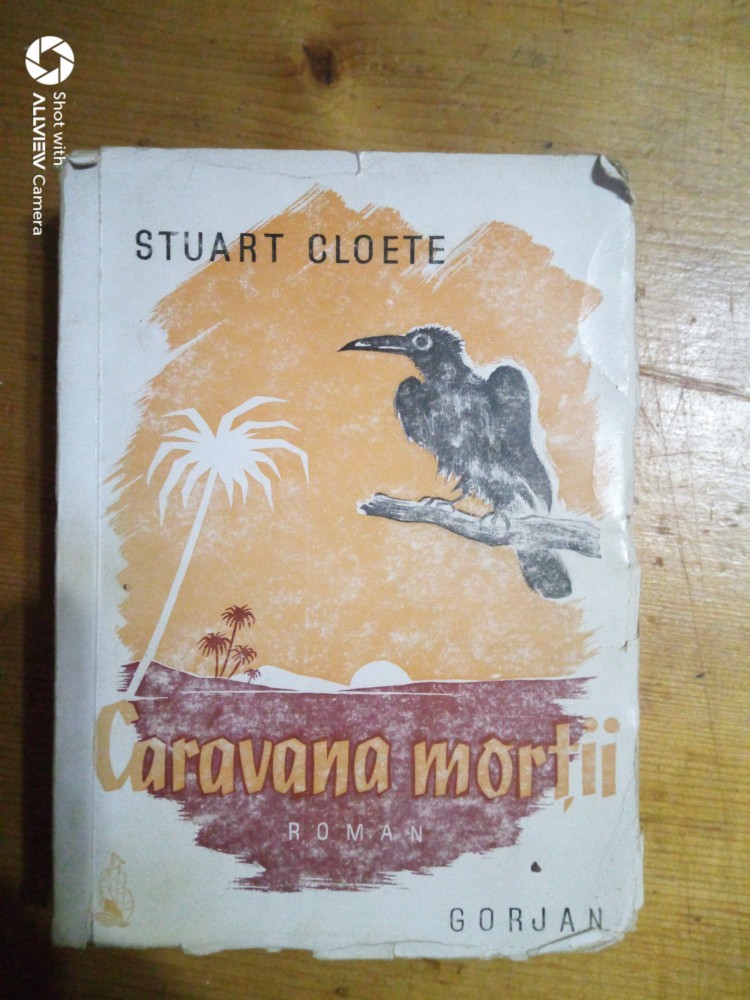 Shot with
ALLVIEW Camera
STUART CLOETE
Caravana morții
ROMAN
GORJAN